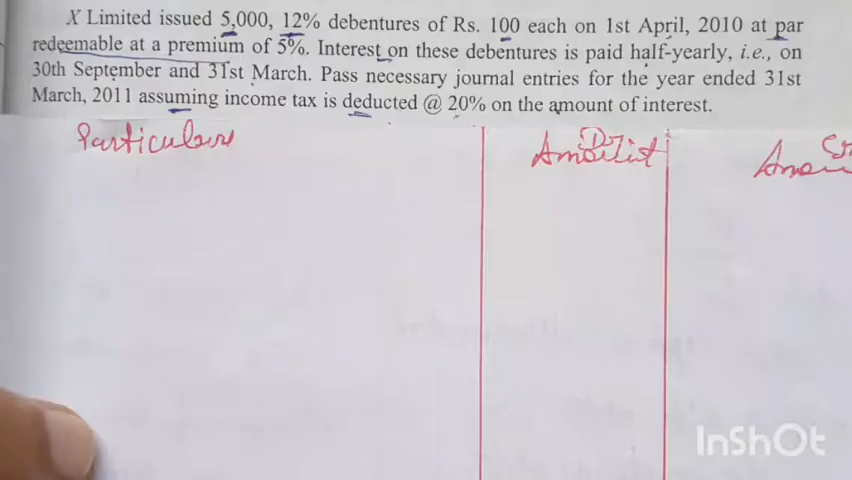 X Limited issued 5,000, 12% debentures of Rs. 100 each on 1st April, 2010 at par
redeemable at a premium of 5%. Interest on these debentures is paid half-yearly, i.e., on
30th September and 31st March. Pass necessary journal entries for the year ended 31st
March, 2011 assuming income tax is deducted @ 20% on the amount of interest.
Particulars
Dr
Cr
InShOt